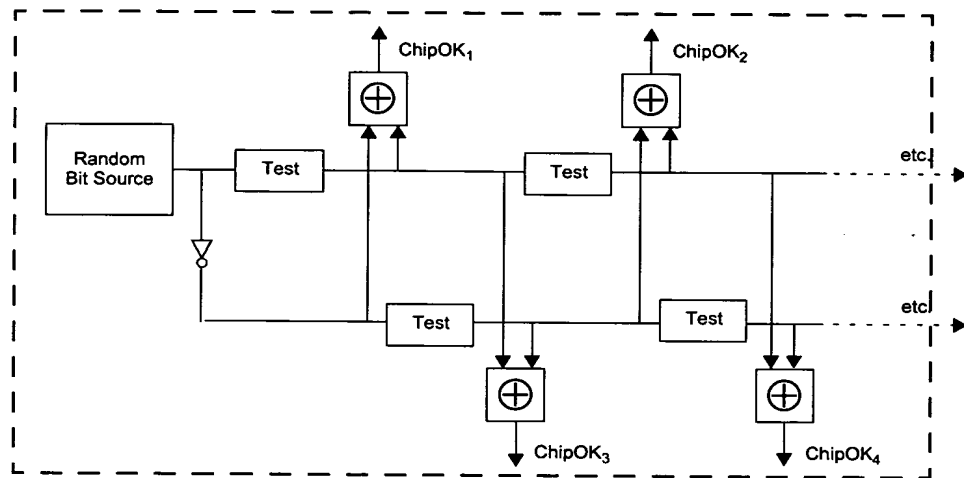 ChipOK₁
ChipOK₂
Random
Bit Source
Test
Test
etc.
Test
Test
etc
ChipOK₃
ChipOK₄